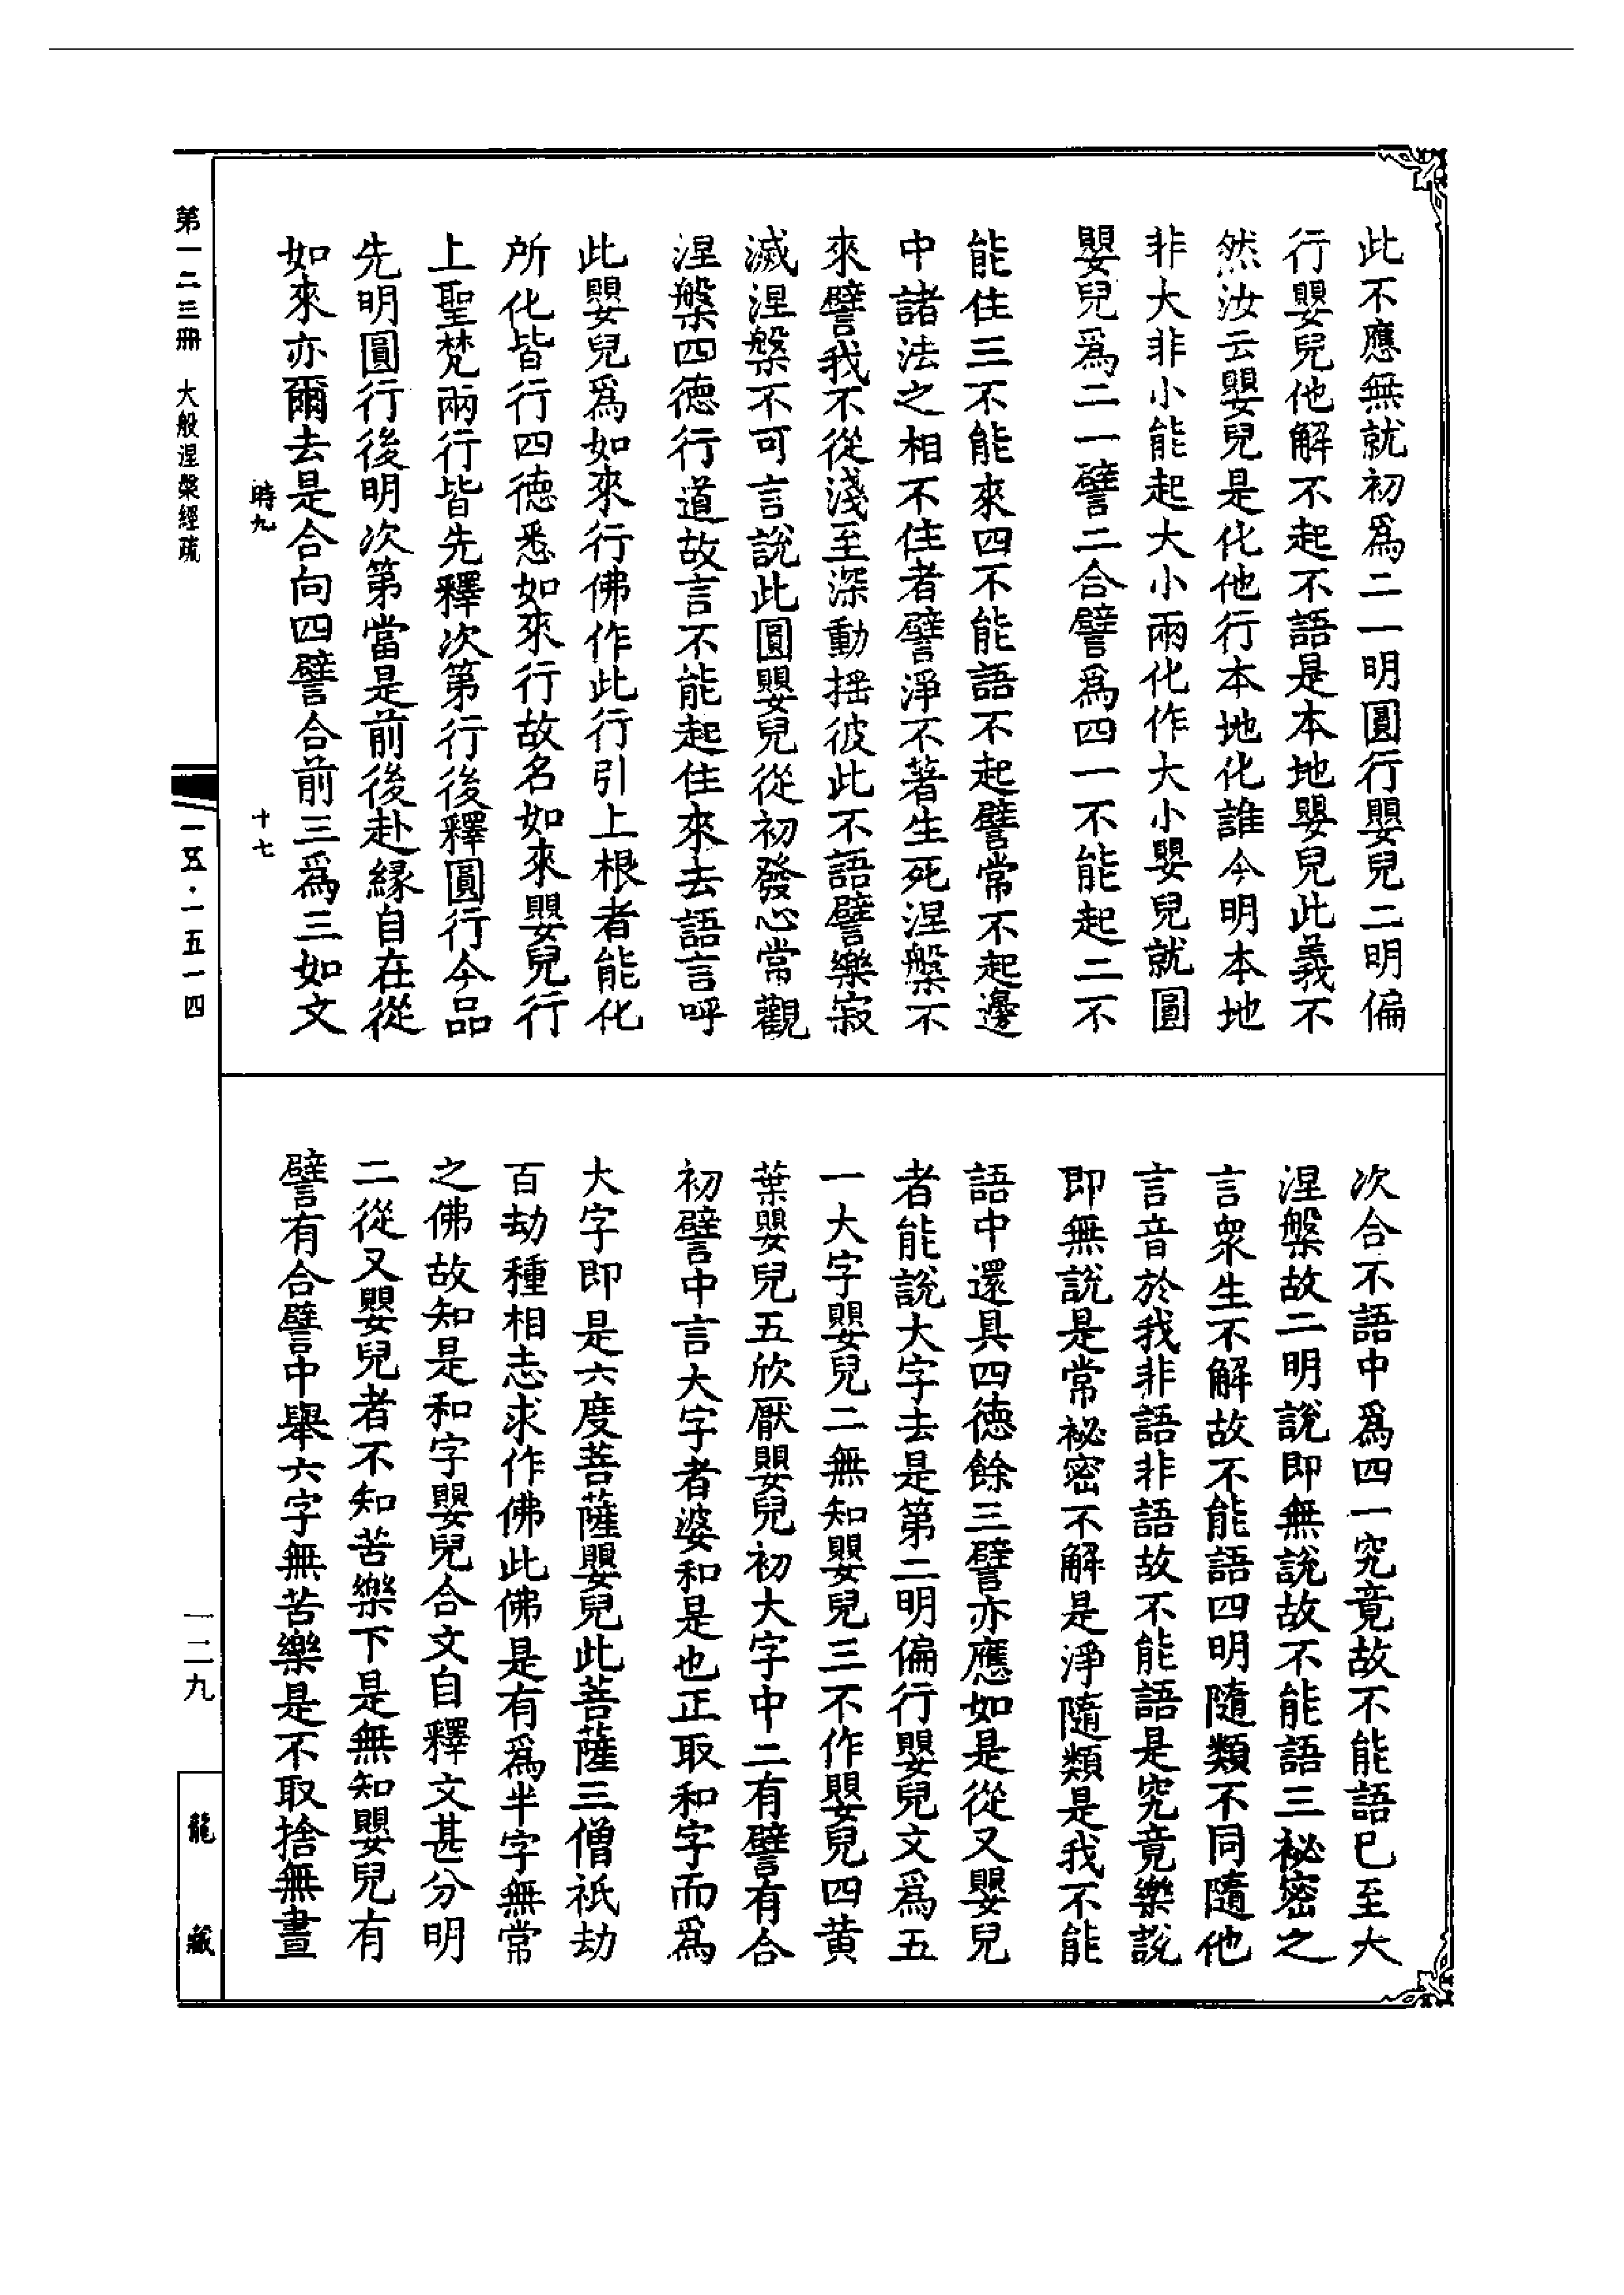 此不應無就初爲二一明圓行嬰兒二明偏
行嬰兒他解不起不語是本地嬰兒此義不
然汝云嬰兒是化他行本地化誰今明本地
非大非小能起大小兩化作大小嬰兒就圓
嬰兒爲二一譬二合譬爲四一不能起二不
能住三不能來四不能語不起譬常不起邊
中諸法之相不住者譬淨不著生死涅槃不
來譬我不從淺至深動搖彼此不語譬樂寂
滅涅槃不可言說此圓嬰兒從初發心常觀
涅槃四德行道故言不能起住來去語言呼
此嬰兒爲如來行佛作此行引上根者能化
所化皆行四德悉如來行故名如來嬰兒行
上聖梵兩行皆先釋次第行後釋圓行今品
先明圓行後明次第當是前後赴緣自在從
如來亦爾去是合向四譬合前三爲三如文
時九
十七
次合不語中爲四一究竟故不能語已至大
涅槃故二明說即無說故不能語三祕密之
言衆生不解故不能語四明隨類不同隨他
言音於我非語非語故不能語是究竟樂說
即無說是常祕密不解是淨隨類是我不能
語中還具四德餘三譬亦應如是從又嬰兒
者能說大字去是第二明偏行嬰兒文爲五
一大字嬰兒二無知嬰兒三不作嬰兒四黄
葉嬰兒五欣厭嬰兒初大字中二有譬有合
初譬中言大字者婆和是也正取和字而爲
大字即是六度菩薩嬰兒此菩薩三僧祇劫
百劫種相志求作佛此佛是有爲半字無常
之佛故知是和字嬰兒合文自釋文甚分明
二從又嬰兒者不知苦樂下是無知嬰兒有
譬有合譬中舉六字無苦樂是不取捨無晝
第一二三冊 大般涅槃經疏
一五·一五一四
一二九
龍藏